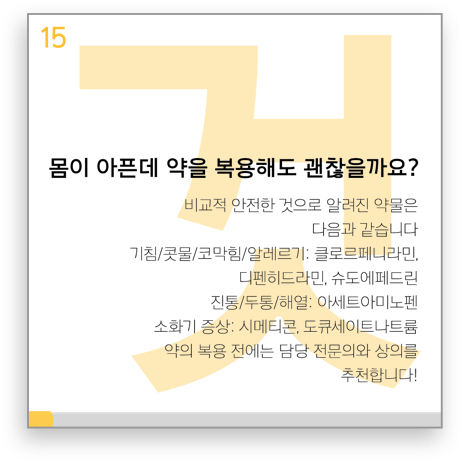 15
겻
몸이 아픈데 약을 복용해도 괜찮을까요?
비교적 안전한 것으로 알려진 약물은
다음과 같습니다
기침/콧물/코막힘/알레르기: 클로르페니라민,
디펜히드라민, 슈도에페드린
진통/두통/해열: 아세트아미노펜
소화기 증상: 시메티콘, 도큐세이트나트륨
약의 복용 전에는 담당 전문의와 상의를
추천합니다!